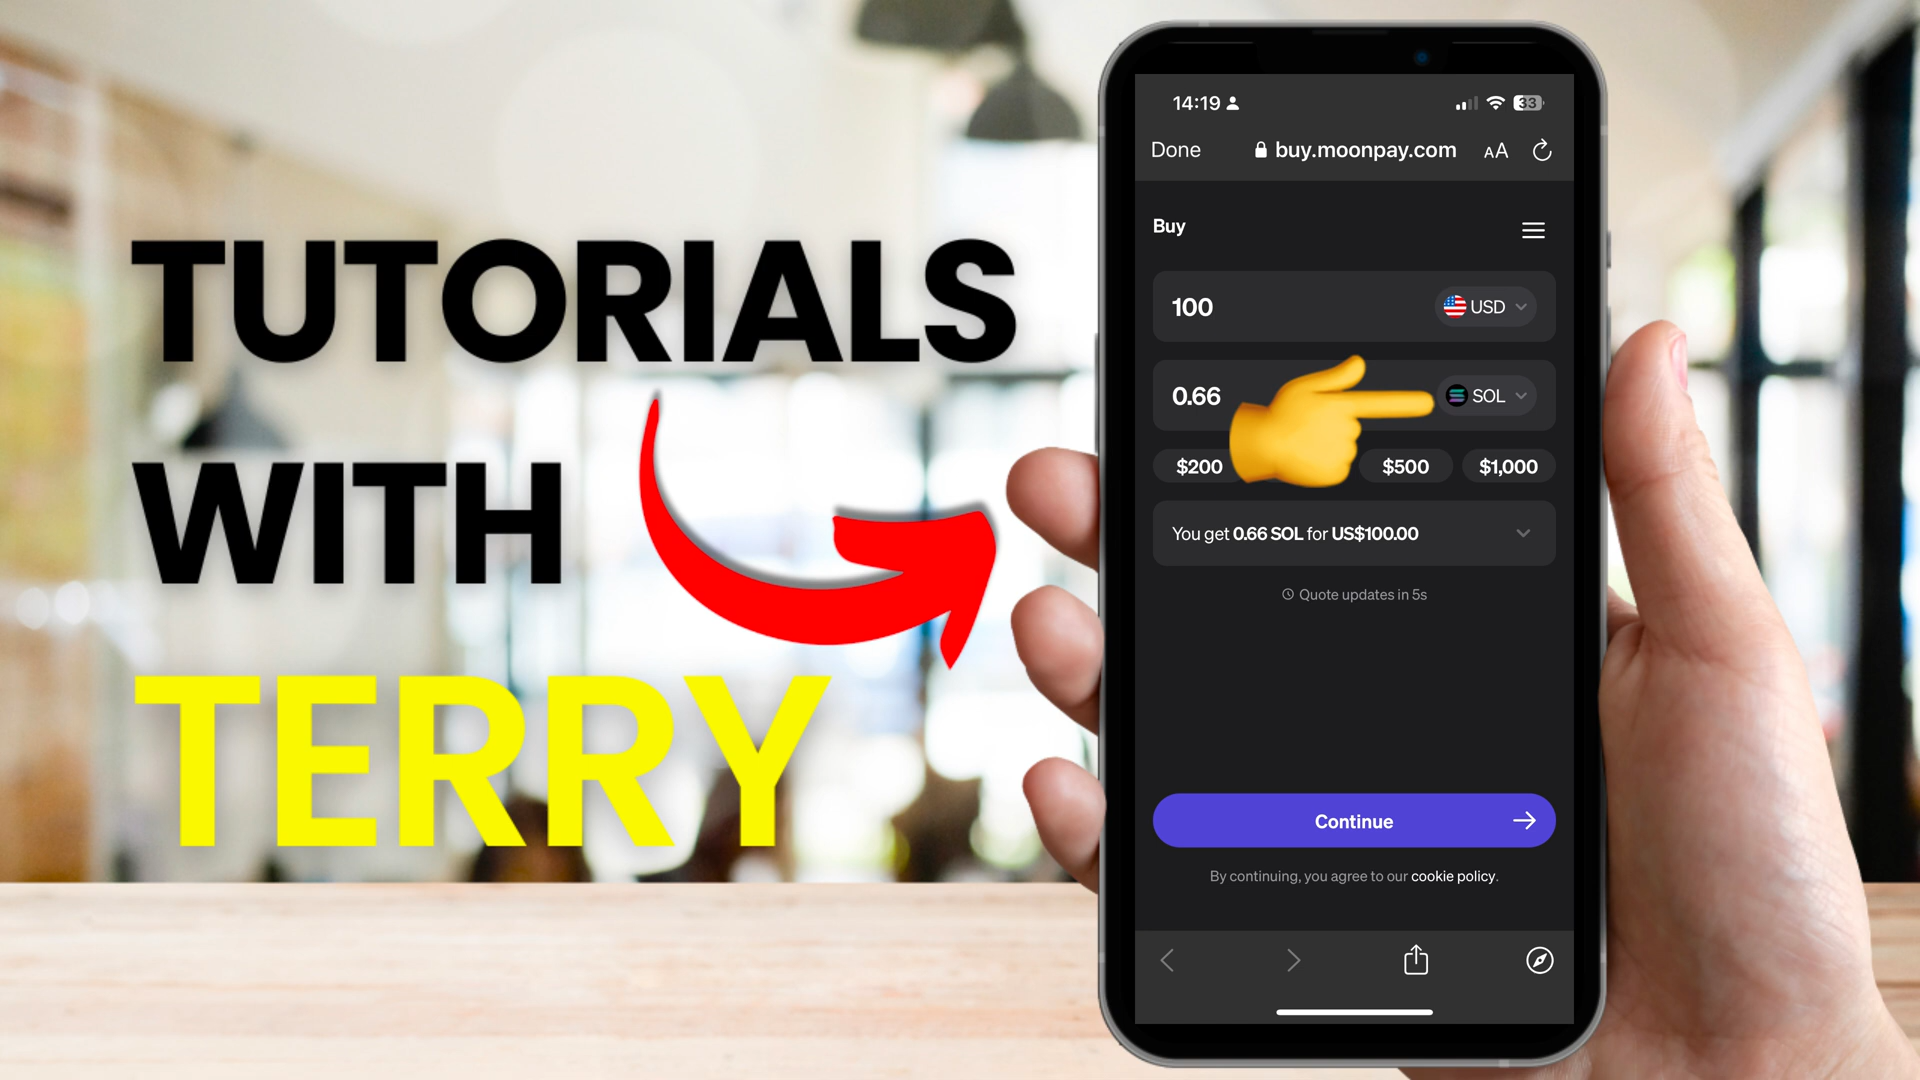 TUTORIALS
WITH
TERRY
14:19
33
Done
buy.moonpay.com
AA
Buy
100
USD
0.66
SOL
$200
$500
$1,000
You get 0.66 SOL for US$100.00
Quote updates in 5s
Continue
By continuing, you agree to our cookie policy.